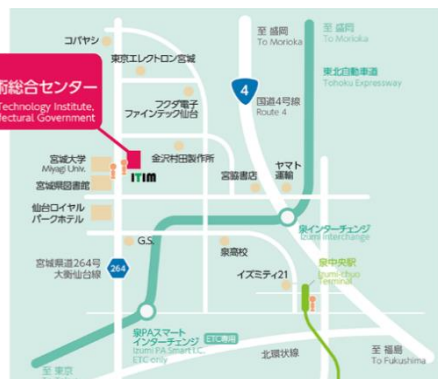 至 盛岡
To Morioka
至 盛岡
To Morioka
コバヤシ
東京エレクトロン宮城
東北自動車道
Tohoku Expressway
術総合センター
Technology Institute,
fectural Government
4
国道4号線
Route 4
フクダ電子
ファインテック仙台
金沢村田製作所
宮城大学
Miyagi Univ.
宮城県図書館
ITIM
宮脇書店
ヤマト
運輸
仙台ロイヤル
パークホテル
泉インターチェンジ
Izumi Interchange
G.S.
泉高校
宮城県道264号
大衡仙台線
264
イズミティ21
泉中央駅
Izumi-chuo
Terminal
泉PAスマート
インターチェンジ
ETC専用
Izumi PA Smart I.C.
ETC only
至 東京
北環状線
至 福島
To Fukushima